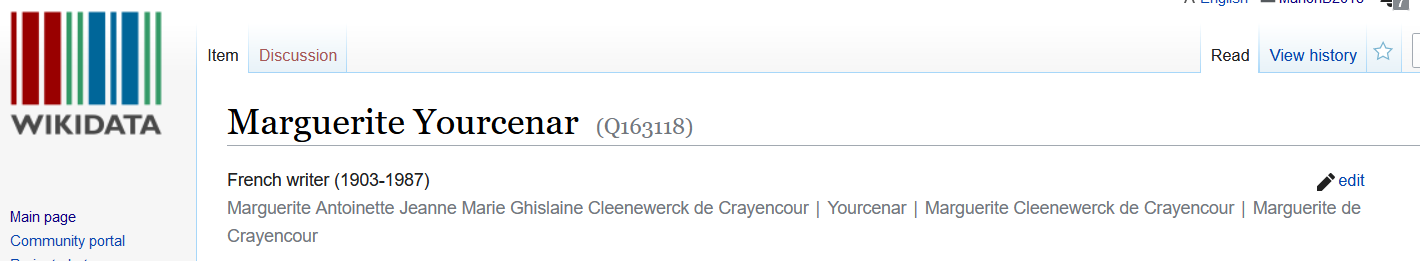 English
WIKIDATA
Item
Discussion
Read
View history
Marguerite Yourcenar (Q163118)
French writer (1903-1987)
edit
Marguerite Antoinette Jeanne Marie Ghislaine Cleenewerck de Crayencour | Yourcenar | Marguerite Cleenewerck de Crayencour | Marguerite de
Crayencour
Main page
Community portal